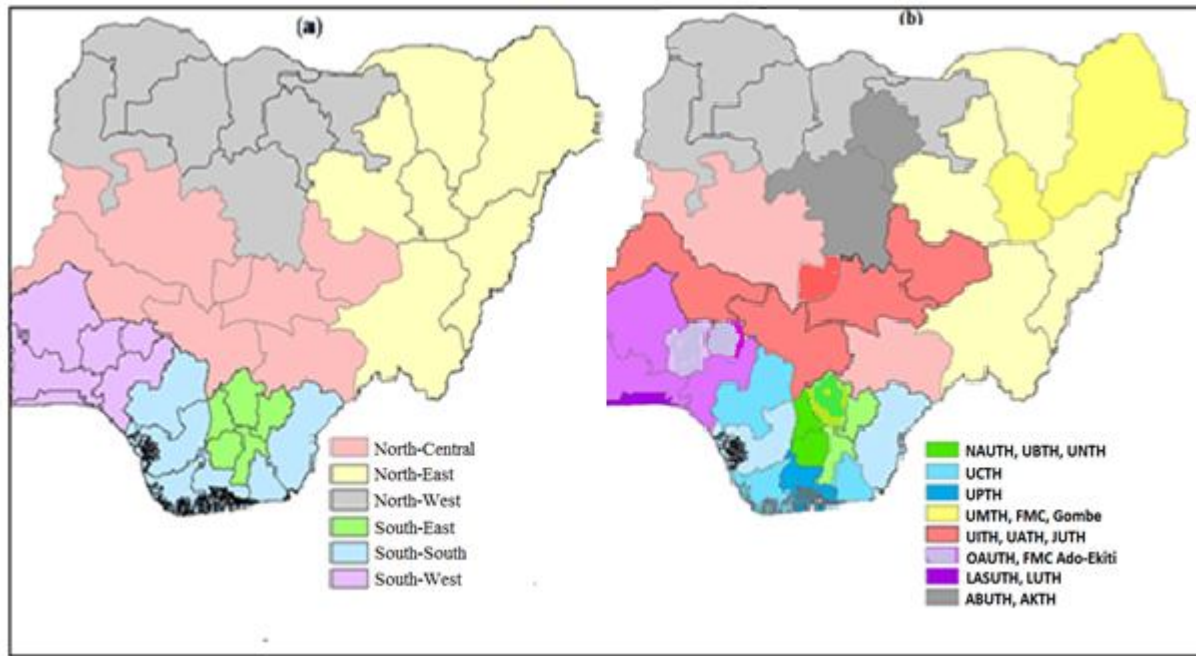 (a)
(b)
North-Central
North-East
North-West
South-East
South-South
South-West
NAUTH, UBTH, UNTH
UCTH
UPTH
UMTH, FMC, Gombe
UITH, UATH, JUTH
OAUTH, FMC Ado-Ekiti
LASUTH, LUTH
ABUTH, AKTH